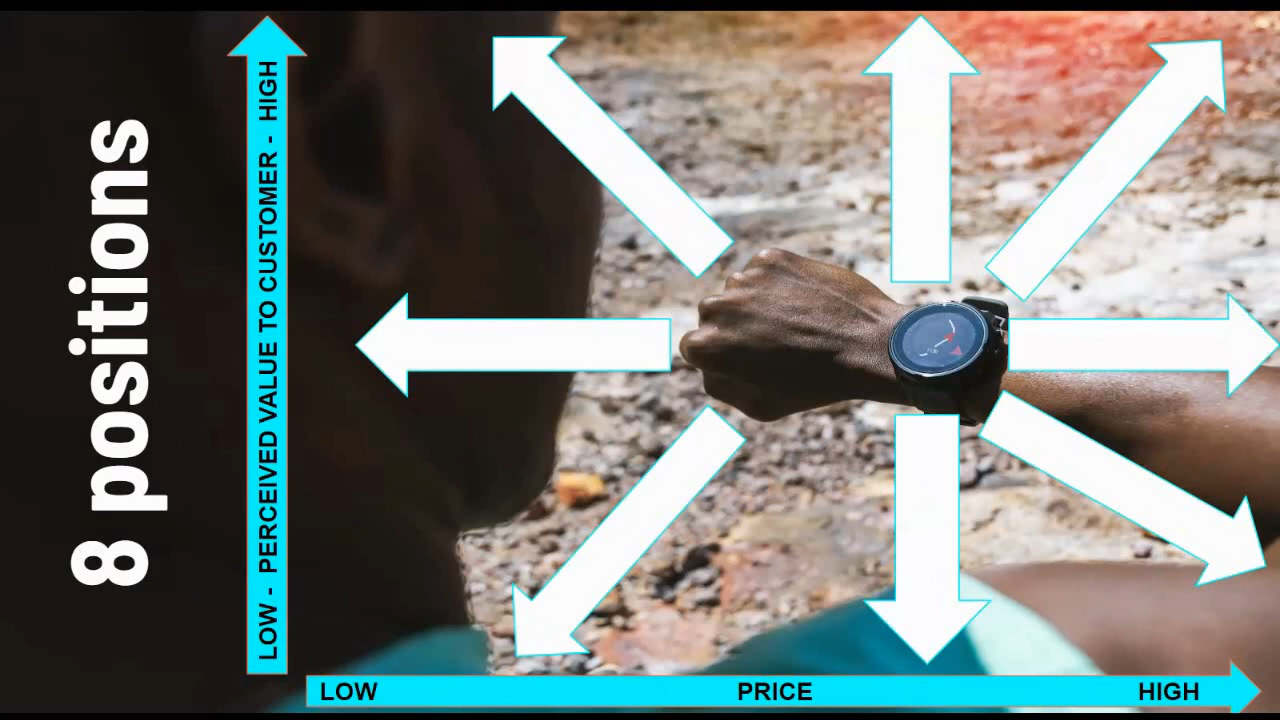 8 positions
LOW - PERCEIVED VALUE TO CUSTOMER - HIGH
LOW PRICE HIGH